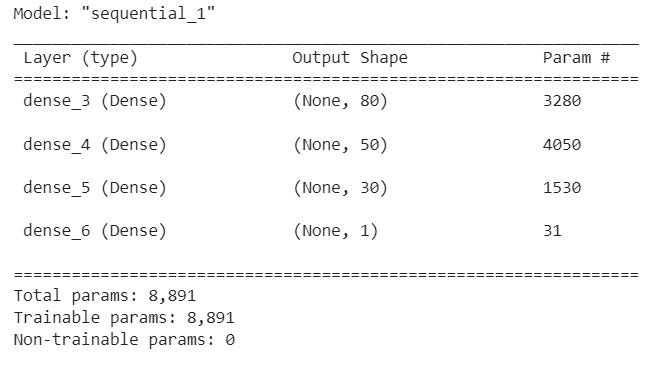 Model: "sequential_1"
Layer (type) Output Shape Param #
=================================================================
dense_3 (Dense) (None, 80) 3280
dense_4 (Dense) (None, 50) 4050
dense_5 (Dense) (None, 30) 1530
dense_6 (Dense) (None, 1) 31
=================================================================
Total params: 8,891
Trainable params: 8,891
Non-trainable params: 0